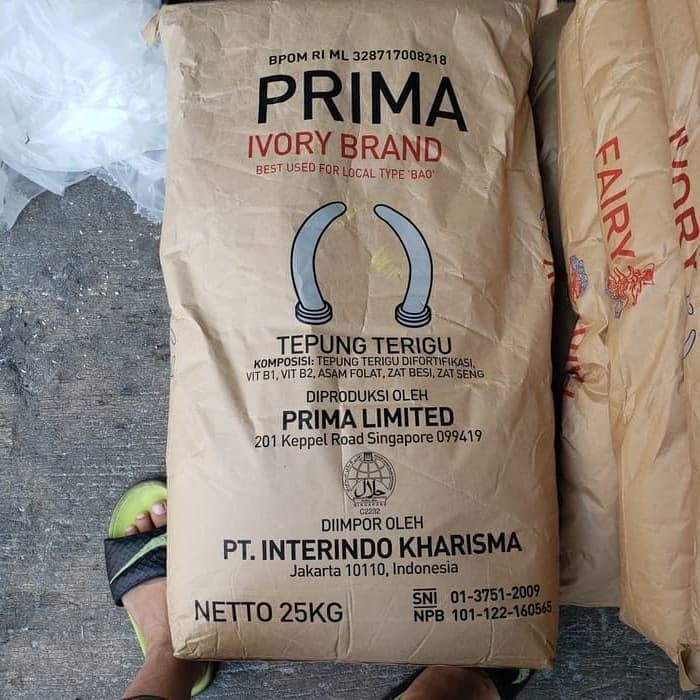 BPOM RI ML 328717008218
PRIMA
IVORY BRAND
BEST USED FOR LOCAL TYPE 'BAO'
TEPUNG TERIGU
KOMPOSISI: TEPUNG TERIGU DIFORTIFIKASI,
VIT B1, VIT B2, ASAM FOLAT, ZAT BESI, ZAT SENG
DIPRODUKSI OLEH
PRIMA LIMITED
201 Keppel Road Singapore 099419
حلال
SINGAPORE
C2232
DIIMPOR OLEH
PT. INTERINDO KHARISMA
Jakarta 10110, Indonesia
NETTO 25KG
SNI 01-3751-2009
NPB 101-122-160565
FAIRY
IVORY